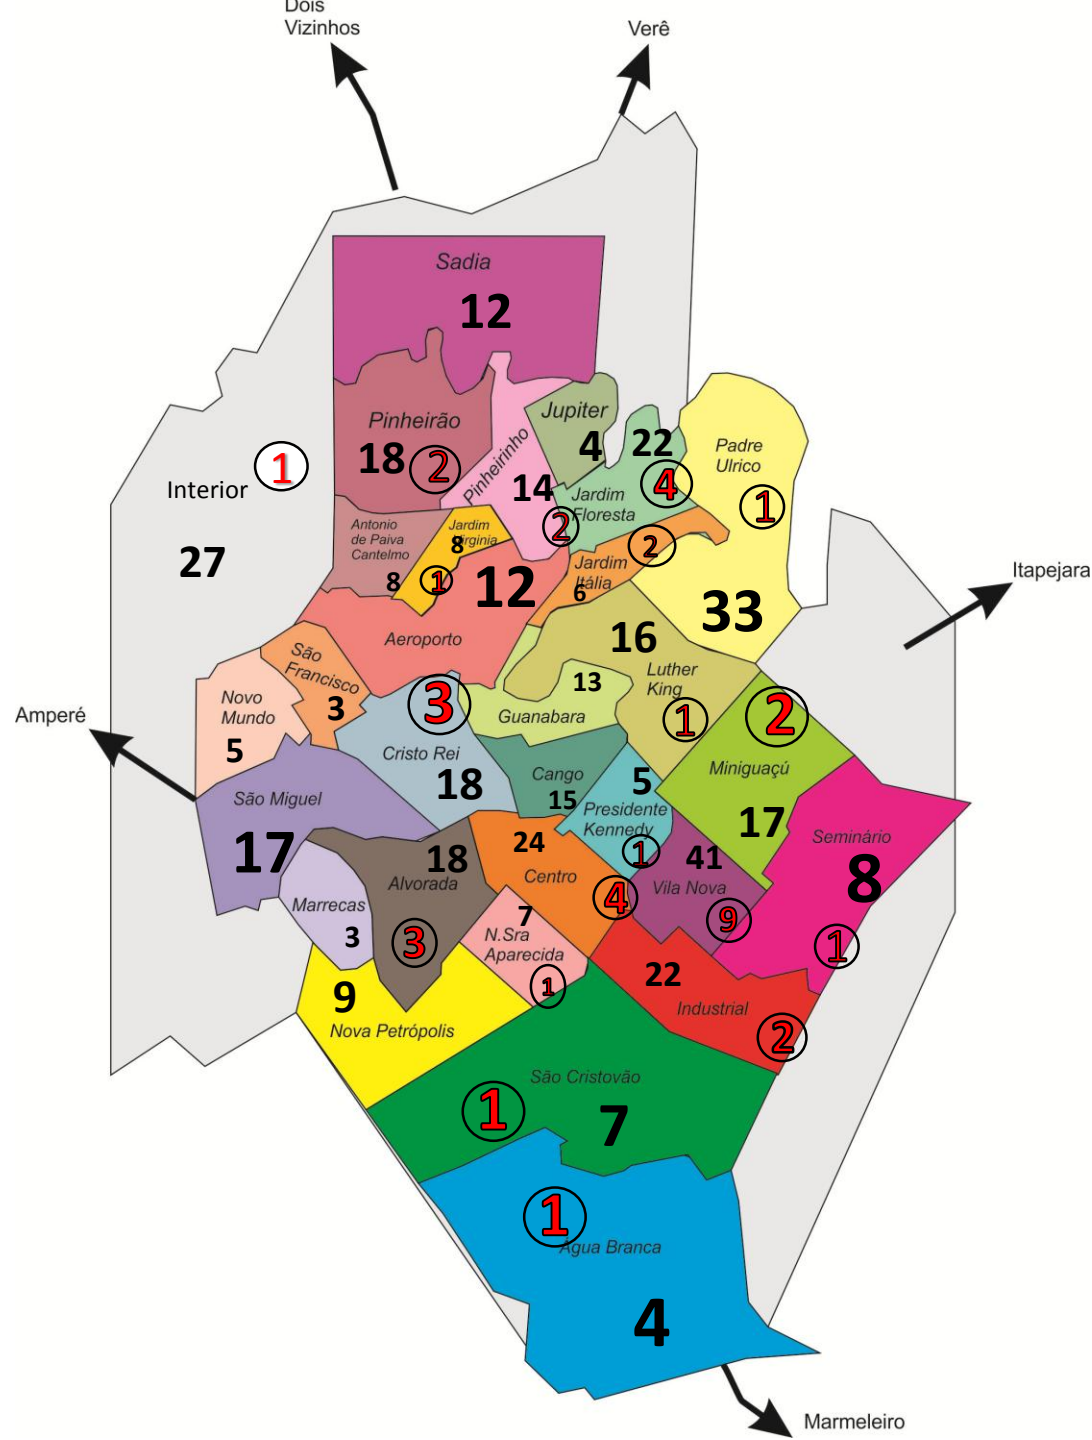 Dois
Vizinhos
Verê
Sadia
12
Pinheirão
18
2
Pinheirinho
14
2
Jupiter
4
22
4
Jardim
Floresta
Padre
Ulrico
1
33
Interior
1
27
Antonio
de Paiva
Cantelmo
8
Jardim
Virginia
8
1
12
Aeroporto
Jardim
Itália
6
2
Itapejara
16
Luther
King
1
13
Guanabara
São
Francisco
3
Novo
Mundo
5
Amperé
3
Cristo Rei
18
2
Miniguaçú
17
Cango
15
5
Presidente
Kennedy
1
São Miguel
17
18
Alvorada
3
24
Centro
4
41
Vila Nova
9
Seminário
8
1
Marrecas
3
7
N.Sra
Aparecida
1
22
Industrial
2
9
Nova Petrópolis
São Cristovão
1
7
1
Água Branca
4
Marmeleiro